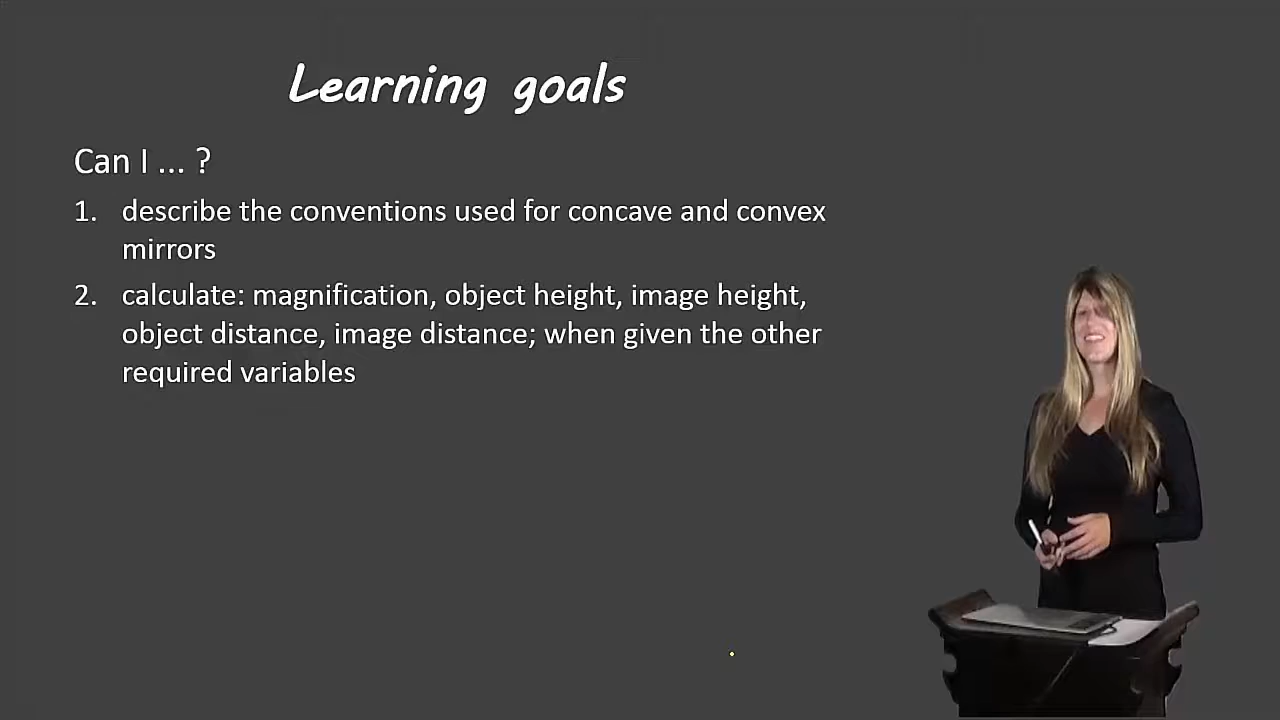 Learning goals
Can I ... ?
1. describe the conventions used for concave and convex
mirrors
2. calculate: magnification, object height, image height,
object distance, image distance; when given the other
required variables